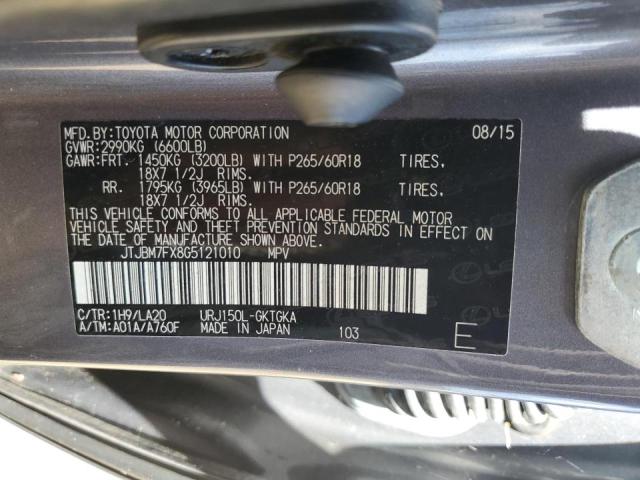 MFD.BY:TOYOTA MOTOR CORPORATION 08/15
GVWR:2990KG (6600LB)
GAWR:FRT. 1450KG (3200LB) WITH P265/60R18 TIRES,
18X7 1/2J RIMS.
RR. 1795KG (3965LB) WITH P265/60R18 TIRES,
18X7 1/2J RIMS.
THIS VEHICLE CONFORMS TO ALL APPLICABLE FEDERAL MOTOR
VEHICLE SAFETY AND THEFT PREVENTION STANDARDS IN EFFECT
ON THE DATE OF MANUFACTURE SHOWN ABOVE.
JTJBM7FX8G5121010 MPV
C/TR:1H9/LA20 URJ150L-GKTGKA
A/TM:A01A/A760F MADE IN JAPAN 103 E